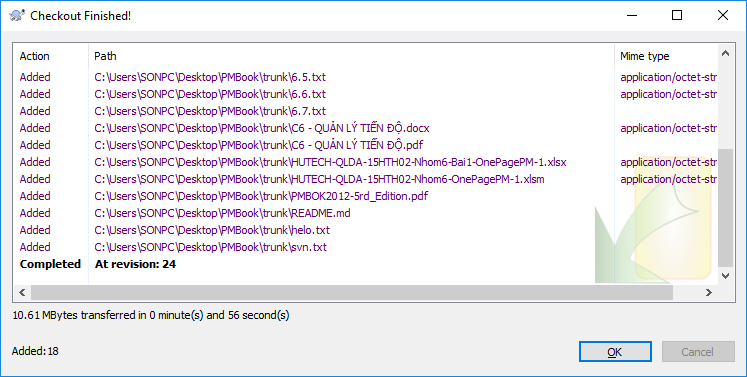 Checkout Finished!
Action Path Mime type
Added C:\Users\SONPC\Desktop\PMBook\trunk\6.5.txt application/octet-str
Added C:\Users\SONPC\Desktop\PMBook\trunk\6.6.txt application/octet-str
Added C:\Users\SONPC\Desktop\PMBook\trunk\6.7.txt
Added C:\Users\SONPC\Desktop\PMBook\trunk\C6 - QUẢN LÝ TIẾN ĐỘ.docx application/octet-str
Added C:\Users\SONPC\Desktop\PMBook\trunk\C6 - QUẢN LÝ TIẾN ĐỘ.pdf
Added C:\Users\SONPC\Desktop\PMBook\trunk\HUTECH-QLDA-15HTH02-Nhom6-Bai1-OnePagePM-1.xlsx application/octet-str
Added C:\Users\SONPC\Desktop\PMBook\trunk\HUTECH-QLDA-15HTH02-Nhom6-OnePagePM-1.xlsm application/octet-str
Added C:\Users\SONPC\Desktop\PMBook\trunk\PMBOK2012-5rd_Edition.pdf
Added C:\Users\SONPC\Desktop\PMBook\trunk\README.md
Added C:\Users\SONPC\Desktop\PMBook\trunk\helo.txt
Added C:\Users\SONPC\Desktop\PMBook\trunk\svn.txt
Completed At revision: 24
10.61 MBytes transferred in 0 minute(s) and 56 second(s)
Added:18 OK Cancel